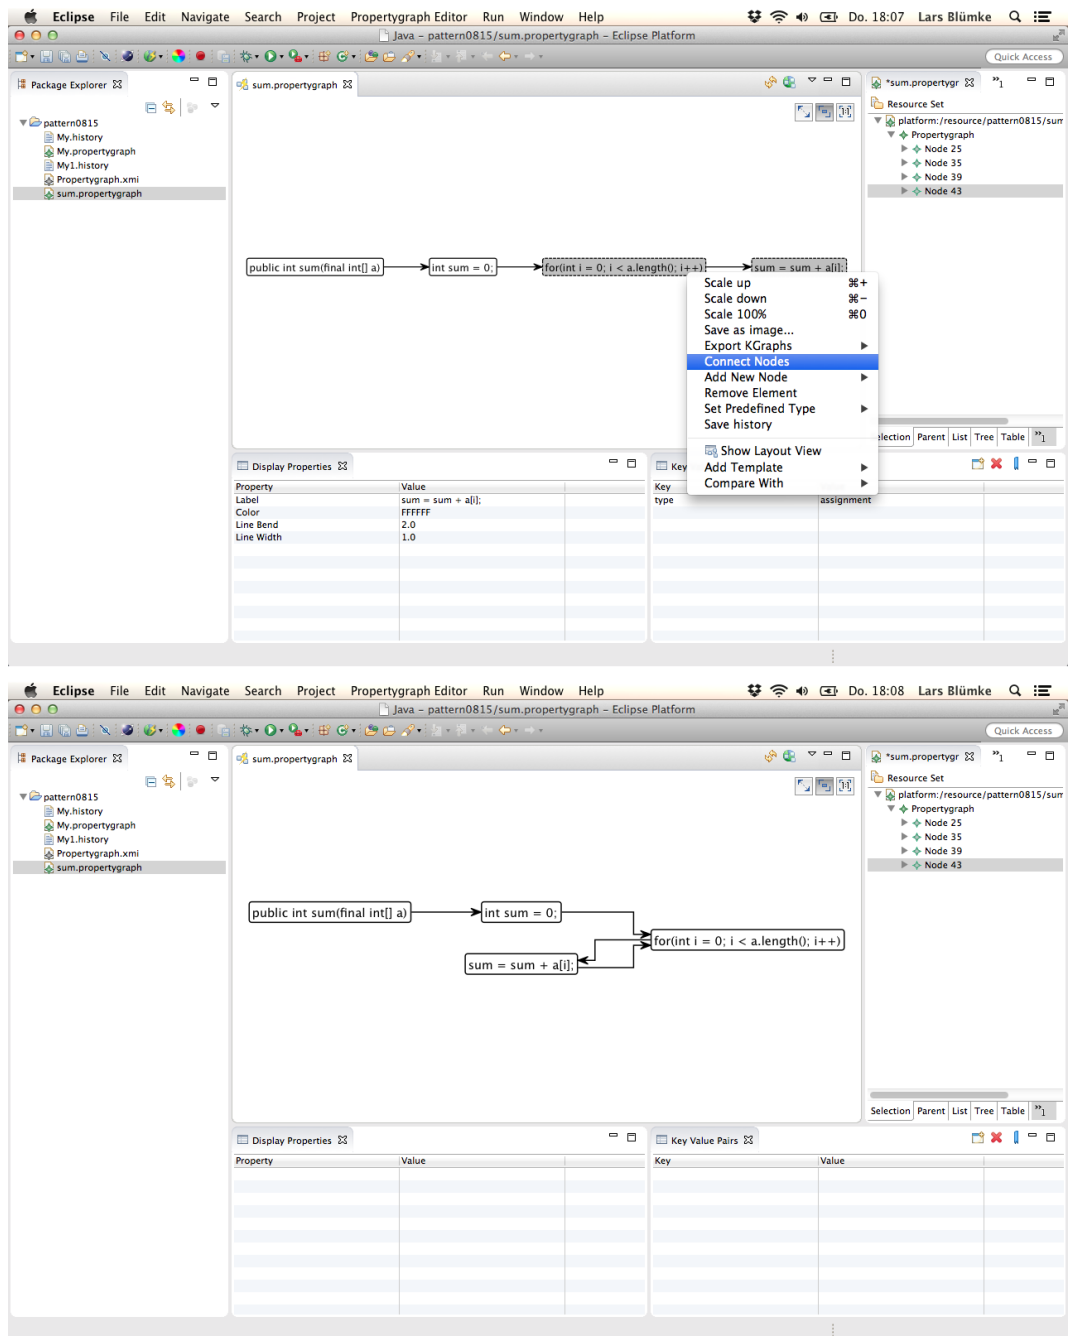 Eclipse File Edit Navigate Search Project Propertygraph Editor Run Window Help Do. 18:07 Lars Blümke
Java – pattern0815/sum.propertygraph – Eclipse Platform
Quick Access
Package Explorer
sum.propertygraph
*sum.propertygr
»1
Resource Set
pattern0815
My.history
My.propertygraph
My1.history
Propertygraph.xmi
sum.propertygraph
platform:/resource/pattern0815/sum
Propertygraph
Node 25
Node 35
Node 39
Node 43
public int sum(final int[] a)
int sum = 0;
for(int i = 0; i < a.length(); i++)
sum = sum + a[i];
Scale up ⌘+
Scale down ⌘−
Scale 100% ⌘0
Save as image...
Export KGraphs
Connect Nodes
Add New Node
Remove Element
Set Predefined Type
Save history
Show Layout View
Add Template
Compare With
election Parent List Tree Table »1
Display Properties
Property Value
Label sum = sum + a[i];
Color FFFFFF
Line Bend 2.0
Line Width 1.0
Key
Key
type assignment
Eclipse File Edit Navigate Search Project Propertygraph Editor Run Window Help Do. 18:08 Lars Blümke
Java – pattern0815/sum.propertygraph – Eclipse Platform
Quick Access
Package Explorer
sum.propertygraph
*sum.propertygr
»1
Resource Set
pattern0815
My.history
My.propertygraph
My1.history
Propertygraph.xmi
sum.propertygraph
platform:/resource/pattern0815/sum
Propertygraph
Node 25
Node 35
Node 39
Node 43
public int sum(final int[] a)
int sum = 0;
for(int i = 0; i < a.length(); i++)
sum = sum + a[i];
Selection Parent List Tree Table »1
Display Properties
Property Value
Key Value Pairs
Key Value